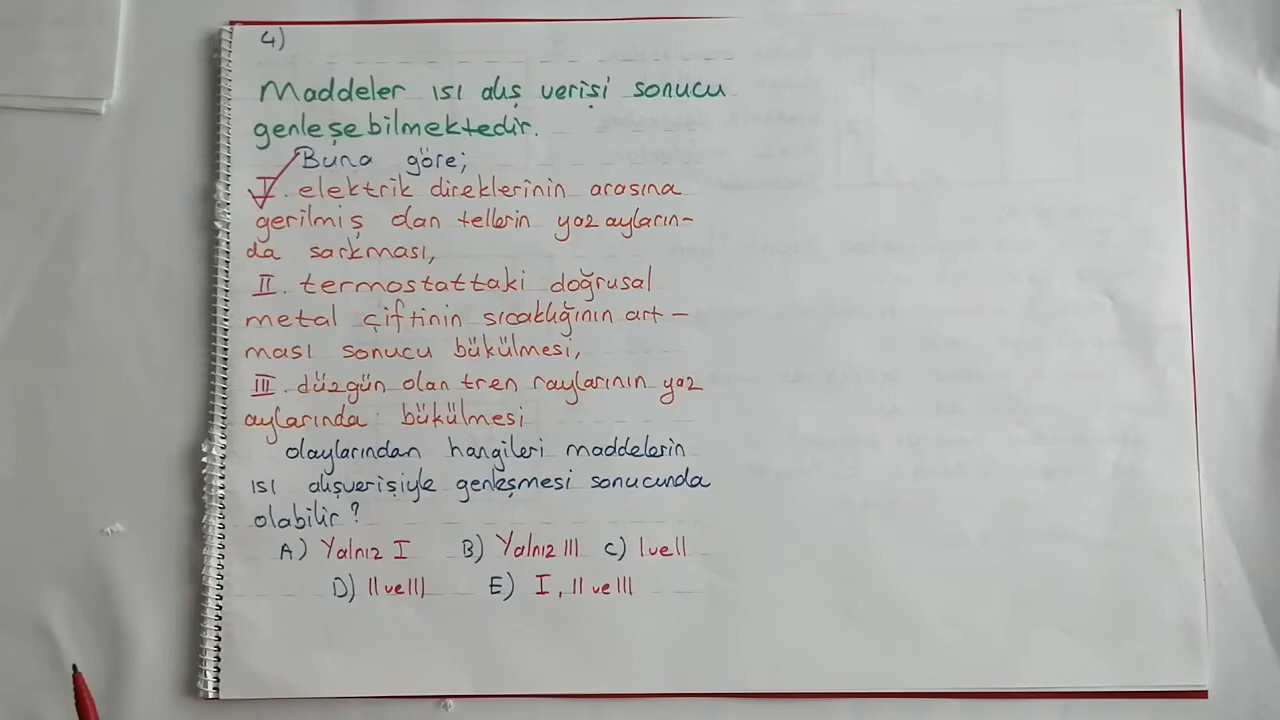 4)
Maddeler ısı alış verişi sonucu
genleşebilmektedir.
Buna göre;
I. elektrik direklerinin arasına
gerilmiş olan tellerin yaz ayların-
da sarkması,
II. termostattaki doğrusal
metal çiftinin sıcaklığının art-
ması sonucu bükülmesi,
III. düzgün olan tren raylarının yaz
aylarında bükülmesi
olaylarından hangileri maddelerin
ısı alışverişiyle genleşmesi sonucunda
olabilir?
A) Yalnız I B) Yalnız III C) I ve II
D) II ve III E) I, II ve III